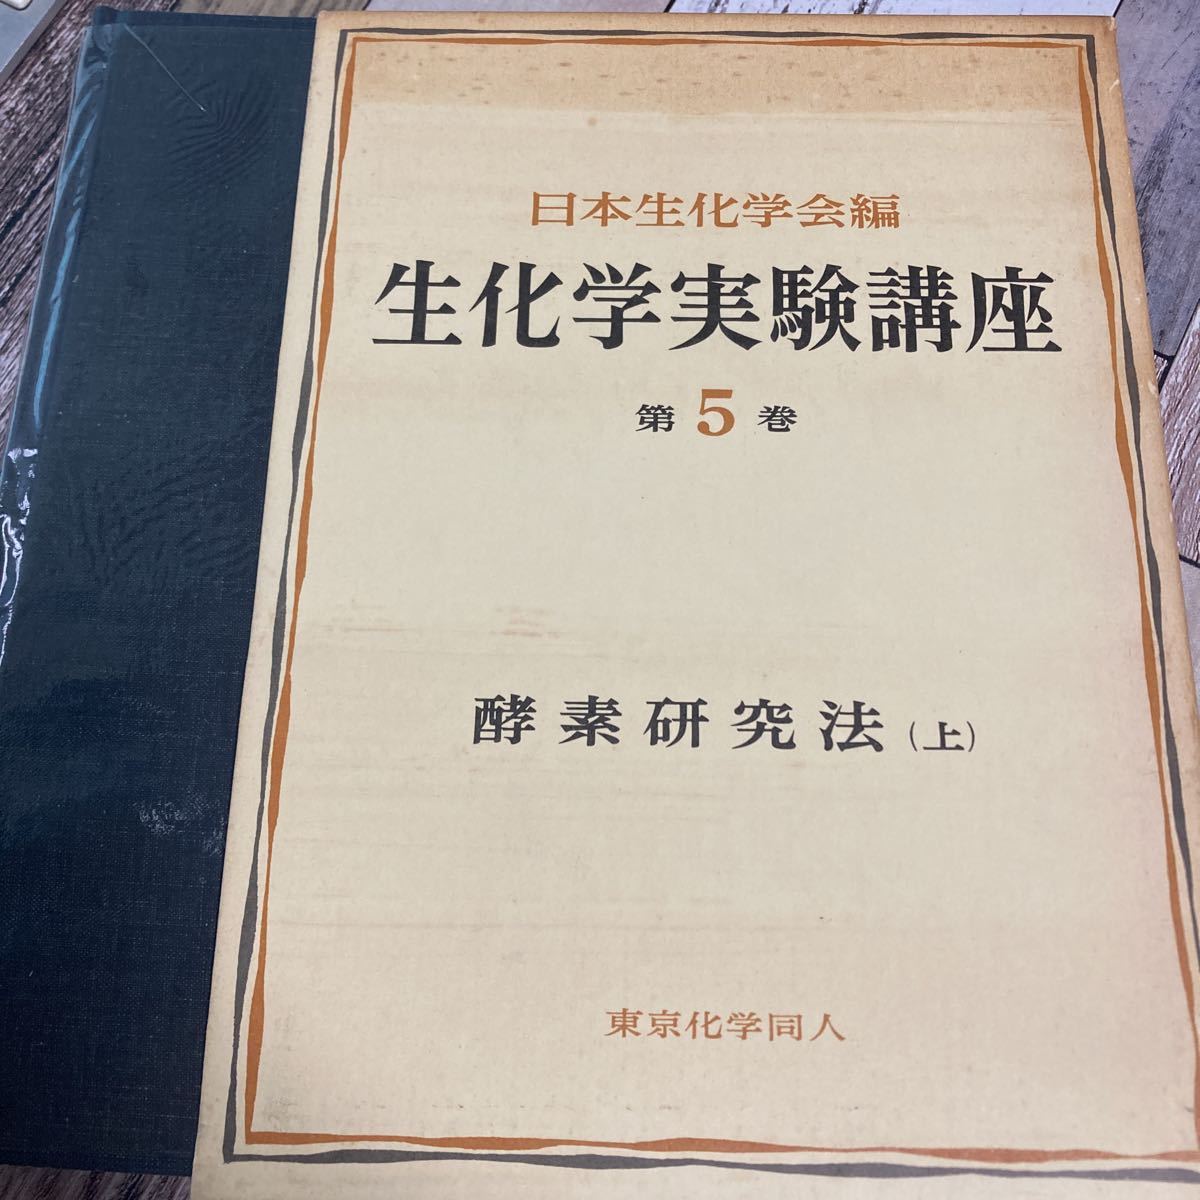 日本生化学会編
生化学実験講座
第5巻
酵素研究法(上)
東京化学同人